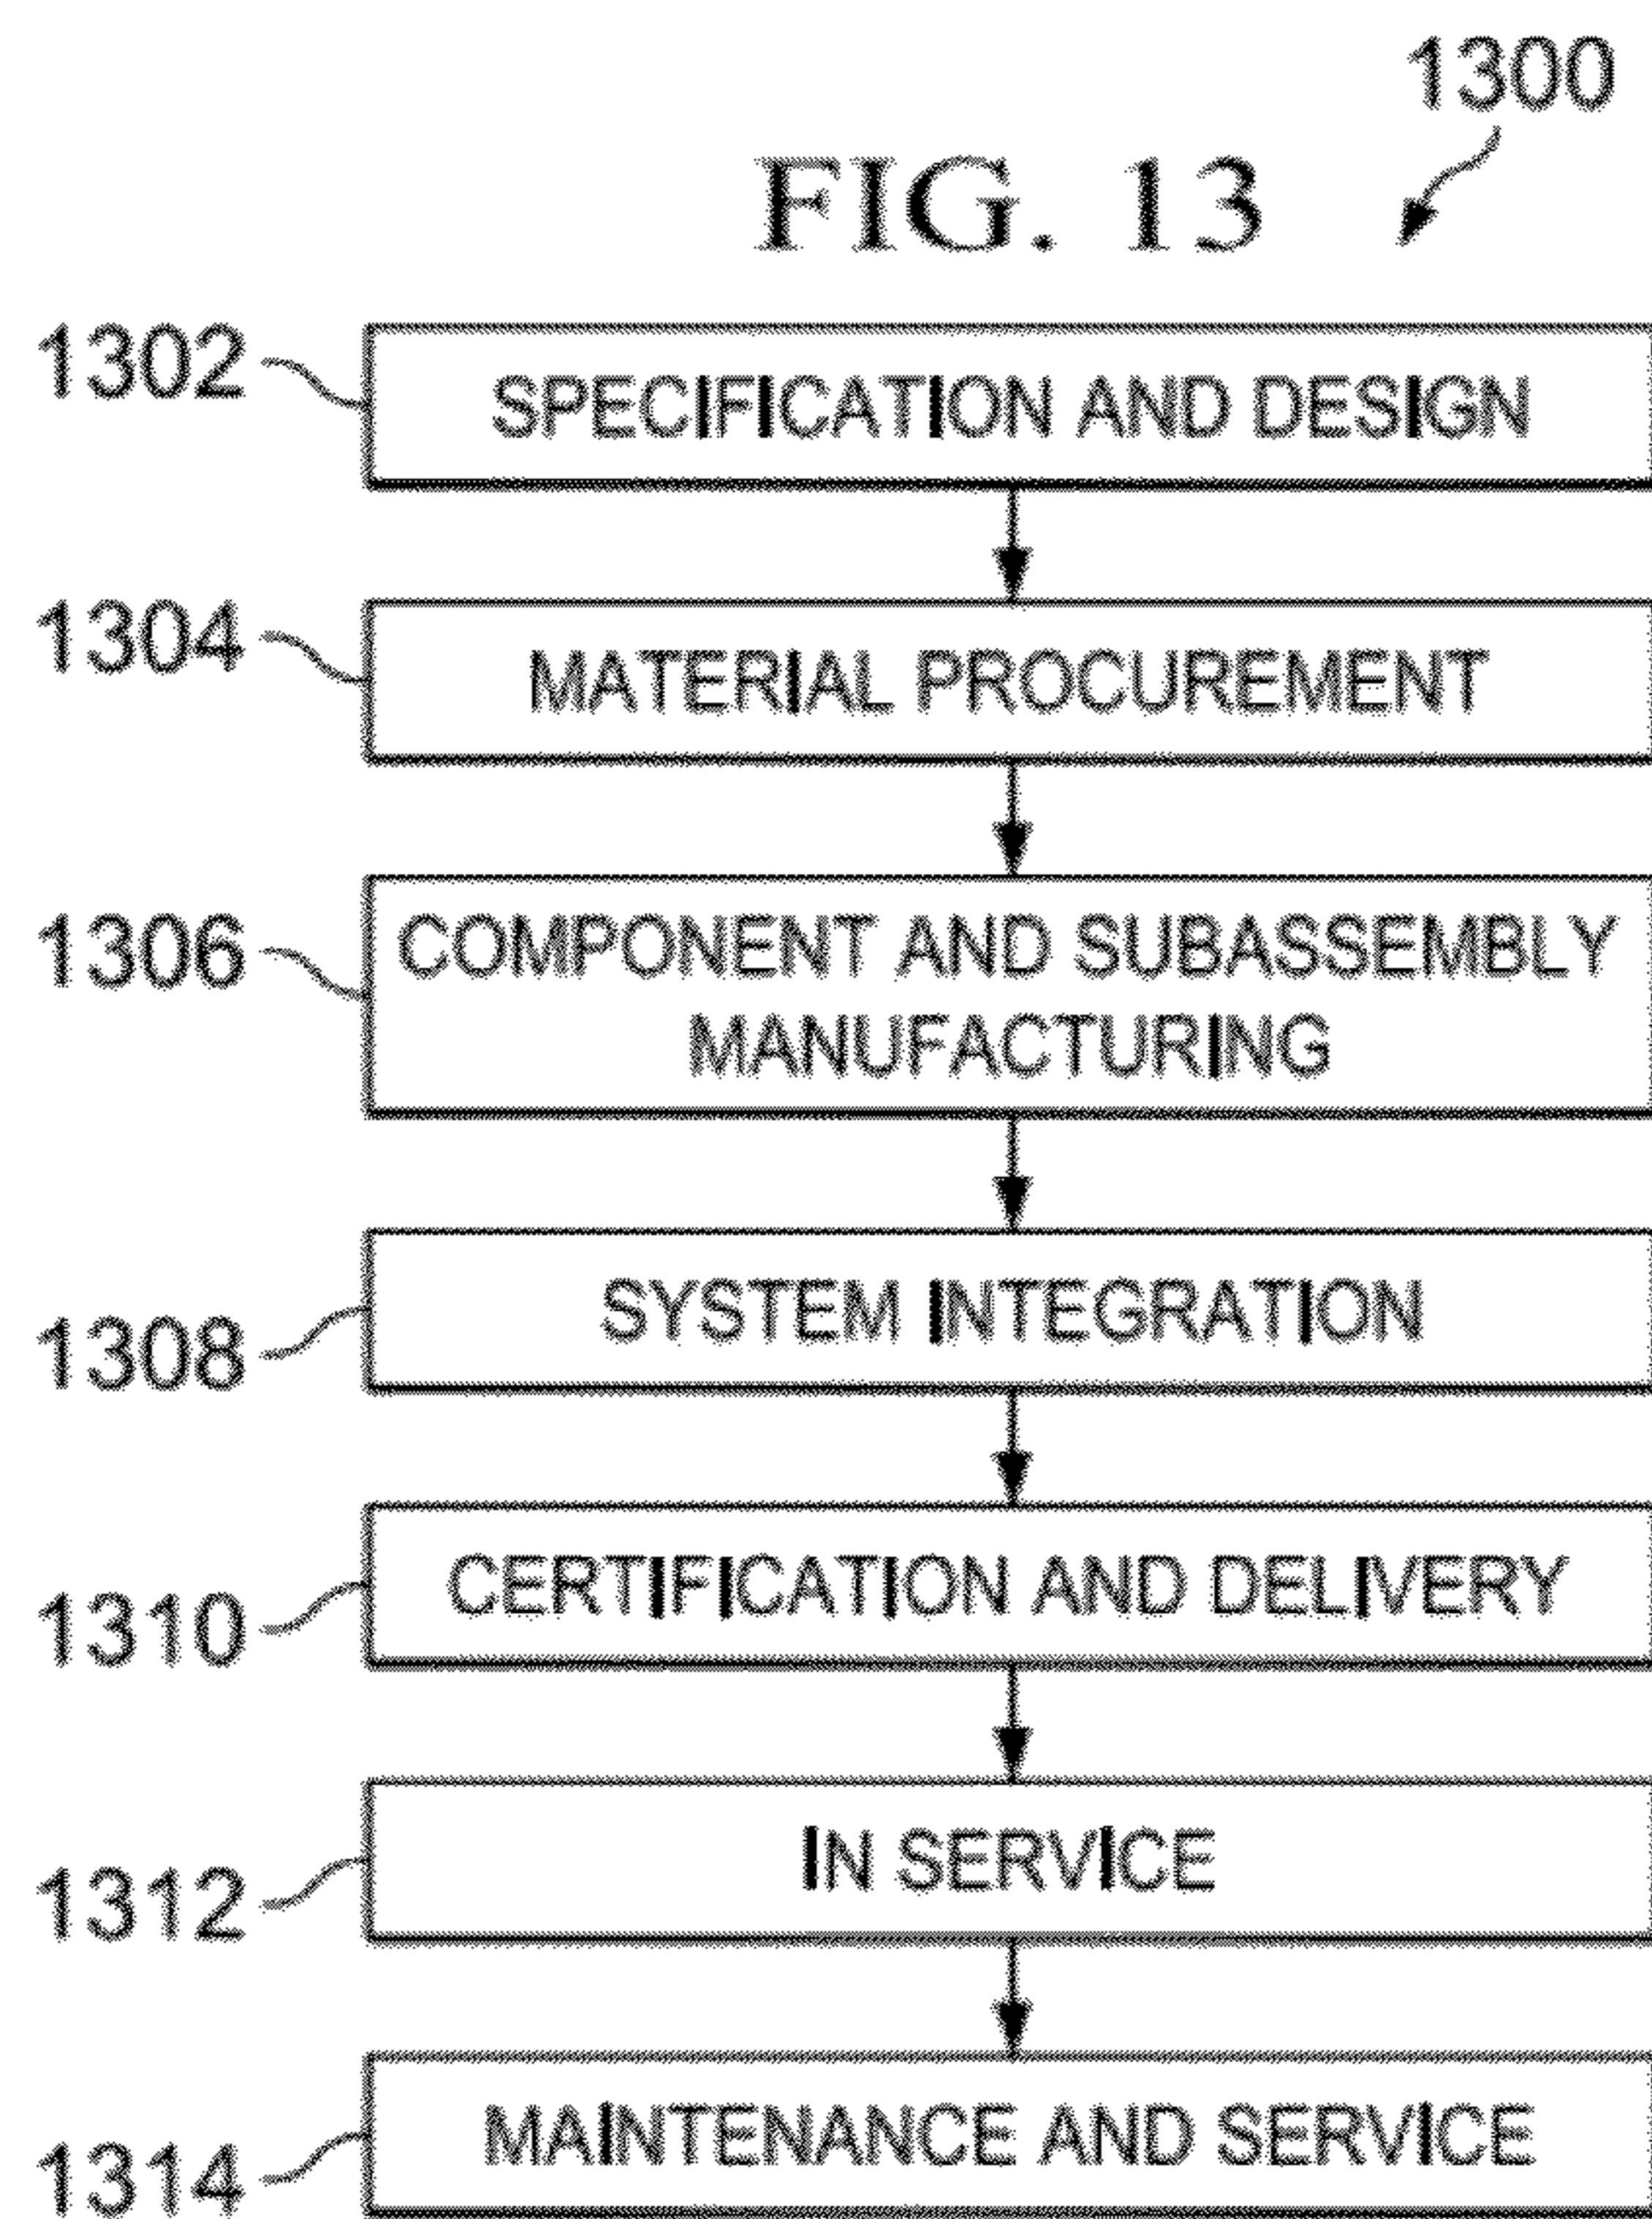 1300
FIG. 13
1302
SPECIFICATION AND DESIGN
1304
MATERIAL PROCUREMENT
1306
COMPONENT AND SUBASSEMBLY
MANUFACTURING
1308
SYSTEM INTEGRATION
1310
CERTIFICATION AND DELIVERY
1312
IN SERVICE
1314
MAINTENANCE AND SERVICE